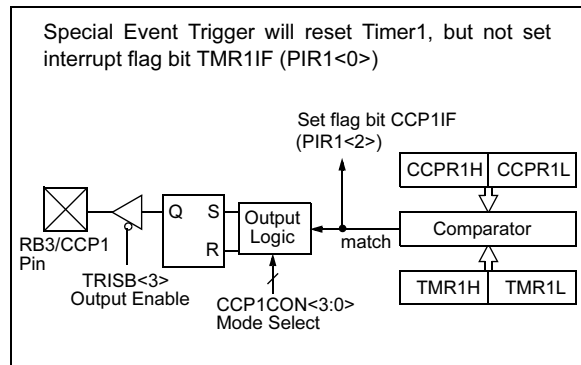 Special Event Trigger will reset Timer1, but not set
interrupt flag bit TMR1IF (PIR1<0>)
Set flag bit CCP1IF
(PIR1<2>)
CCPR1H CCPR1L
Q S
R
Output
Logic
match
Comparator
RB3/CCP1
Pin
TRISB<3>
Output Enable
CCP1CON<3:0>
Mode Select
TMR1H TMR1L